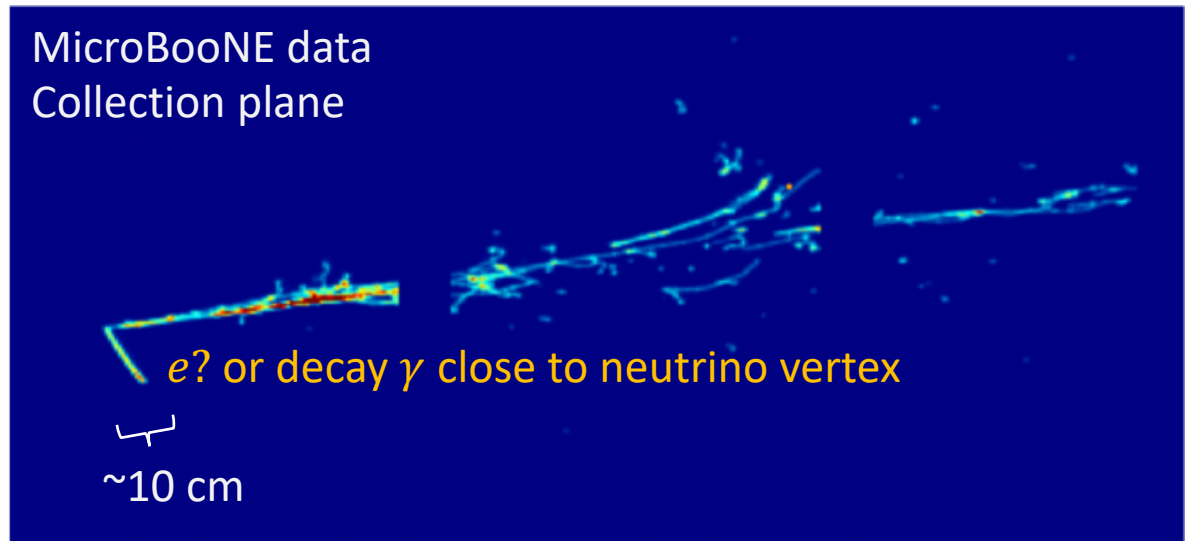 MicroBooNE data
Collection plane
e? or decay γ close to neutrino vertex
~10 cm